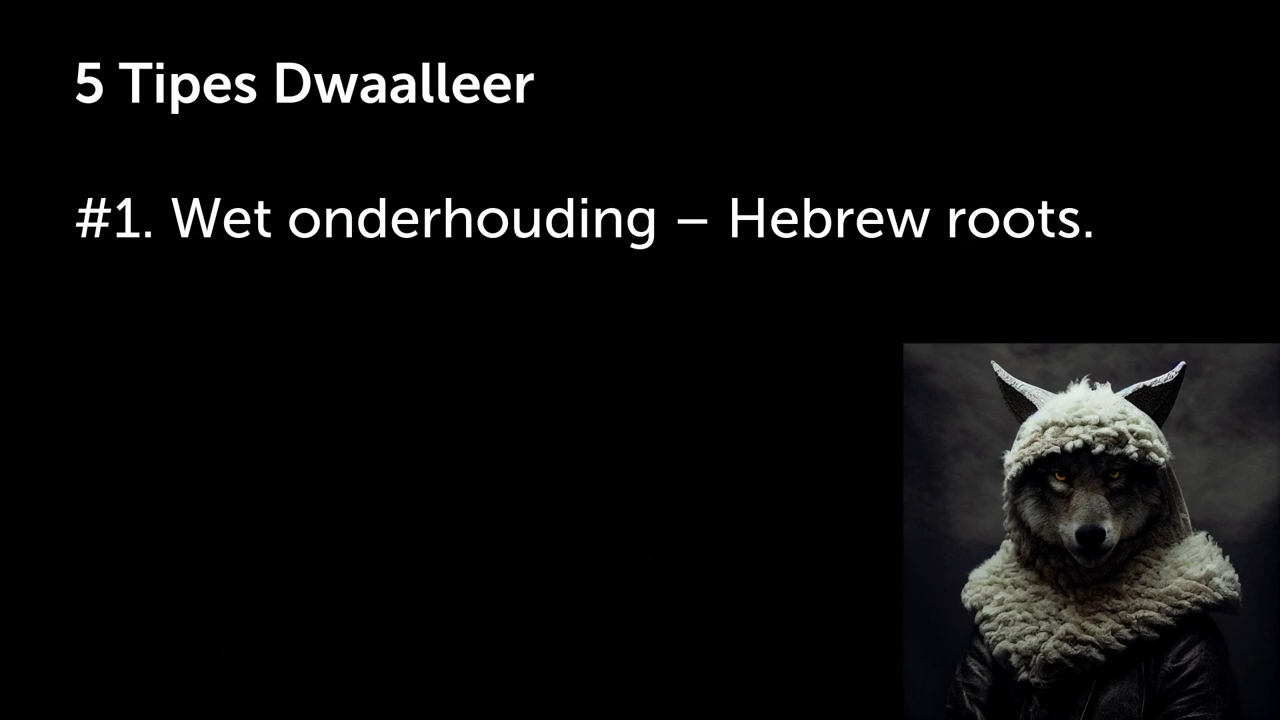 5 Tipes Dwaalleer
#1. Wet onderhouding – Hebrew roots.